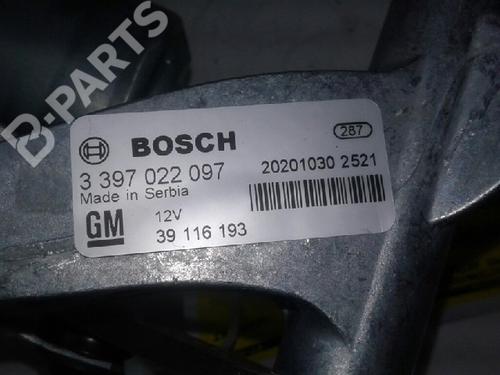 B-PARTS
BOSCH
287
3 397 022 097
20201030 2521
Made in Serbia
GM
12V
39 116 193